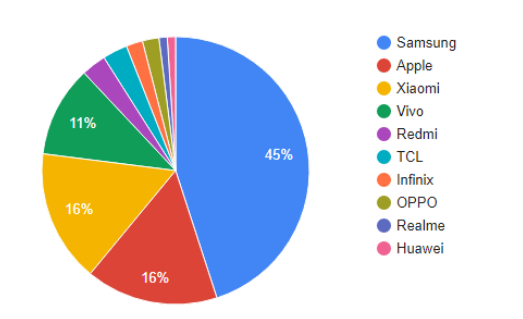 45%
16%
16%
11%
Samsung
Apple
Xiaomi
Vivo
Redmi
TCL
Infinix
OPPO
Realme
Huawei